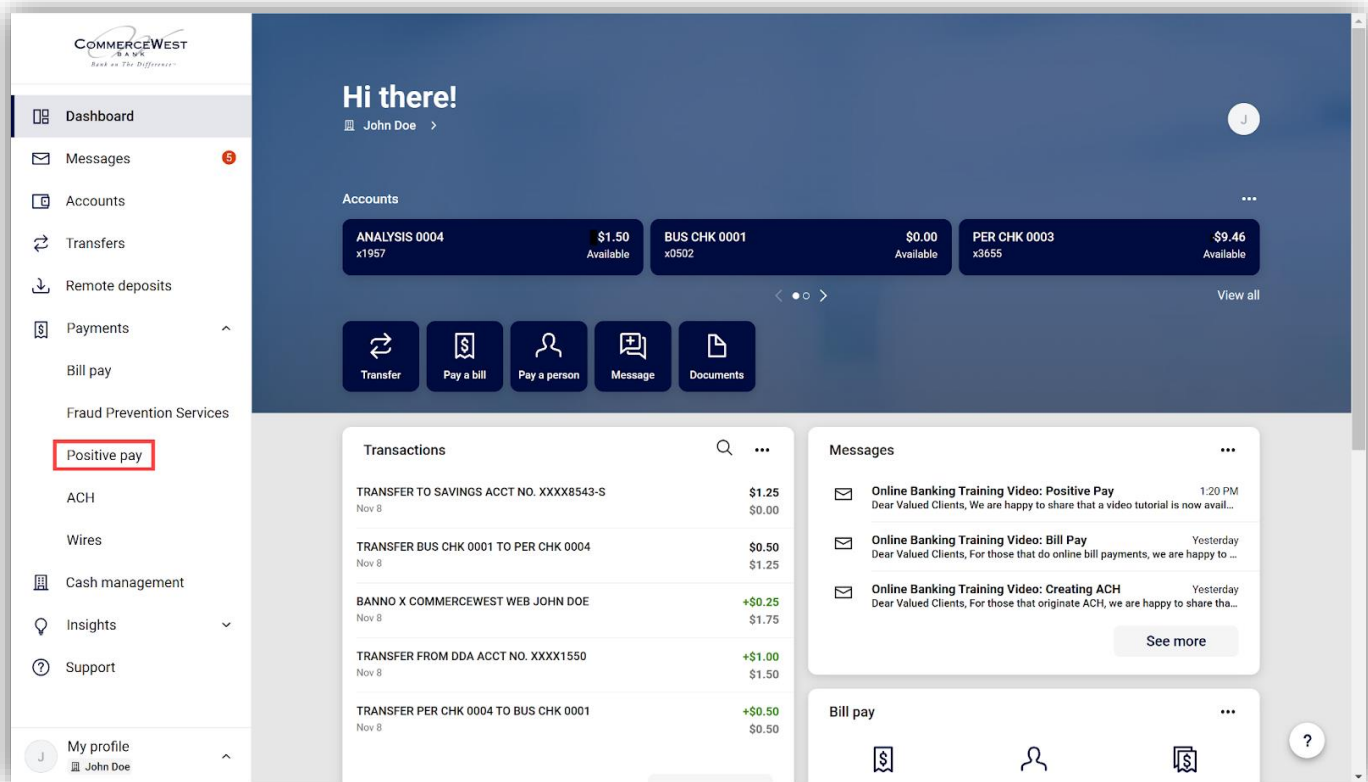 COMMERCEWEST
BANK
Bank on The Difference
Dashboard
Messages
5
Accounts
Transfers
Remote deposits
Payments
Bill pay
Fraud Prevention Services
Positive pay
ACH
Wires
Cash management
Insights
Support
My profile
J
John Doe
Hi there!
John Doe
J
Accounts
ANALYSIS 0004 $1.50
x1957 Available
BUS CHK 0001 $0.00
x0502 Available
PER CHK 0003 $9.46
x3655 Available
View all
Transfer
Pay a bill
Pay a person
Message
Documents
Transactions
TRANSFER TO SAVINGS ACCT NO. XXXX8543-S $1.25
Nov 8 $0.00
TRANSFER BUS CHK 0001 TO PER CHK 0004 $0.50
Nov 8 $1.25
BANNO X COMMERCEWEST WEB JOHN DOE +$0.25
Nov 8 $1.75
TRANSFER FROM DDA ACCT NO. XXXX1550 +$1.00
Nov 8 $1.50
TRANSFER PER CHK 0004 TO BUS CHK 0001 +$0.50
Nov 8 $0.50
Messages
Online Banking Training Video: Positive Pay 1:20 PM
Dear Valued Clients, We are happy to share that a video tutorial is now avail...
Online Banking Training Video: Bill Pay Yesterday
Dear Valued Clients, For those that do online bill payments, we are happy to ...
Online Banking Training Video: Creating ACH Yesterday
Dear Valued Clients, For those that originate ACH, we are happy to share tha...
See more
Bill pay
?